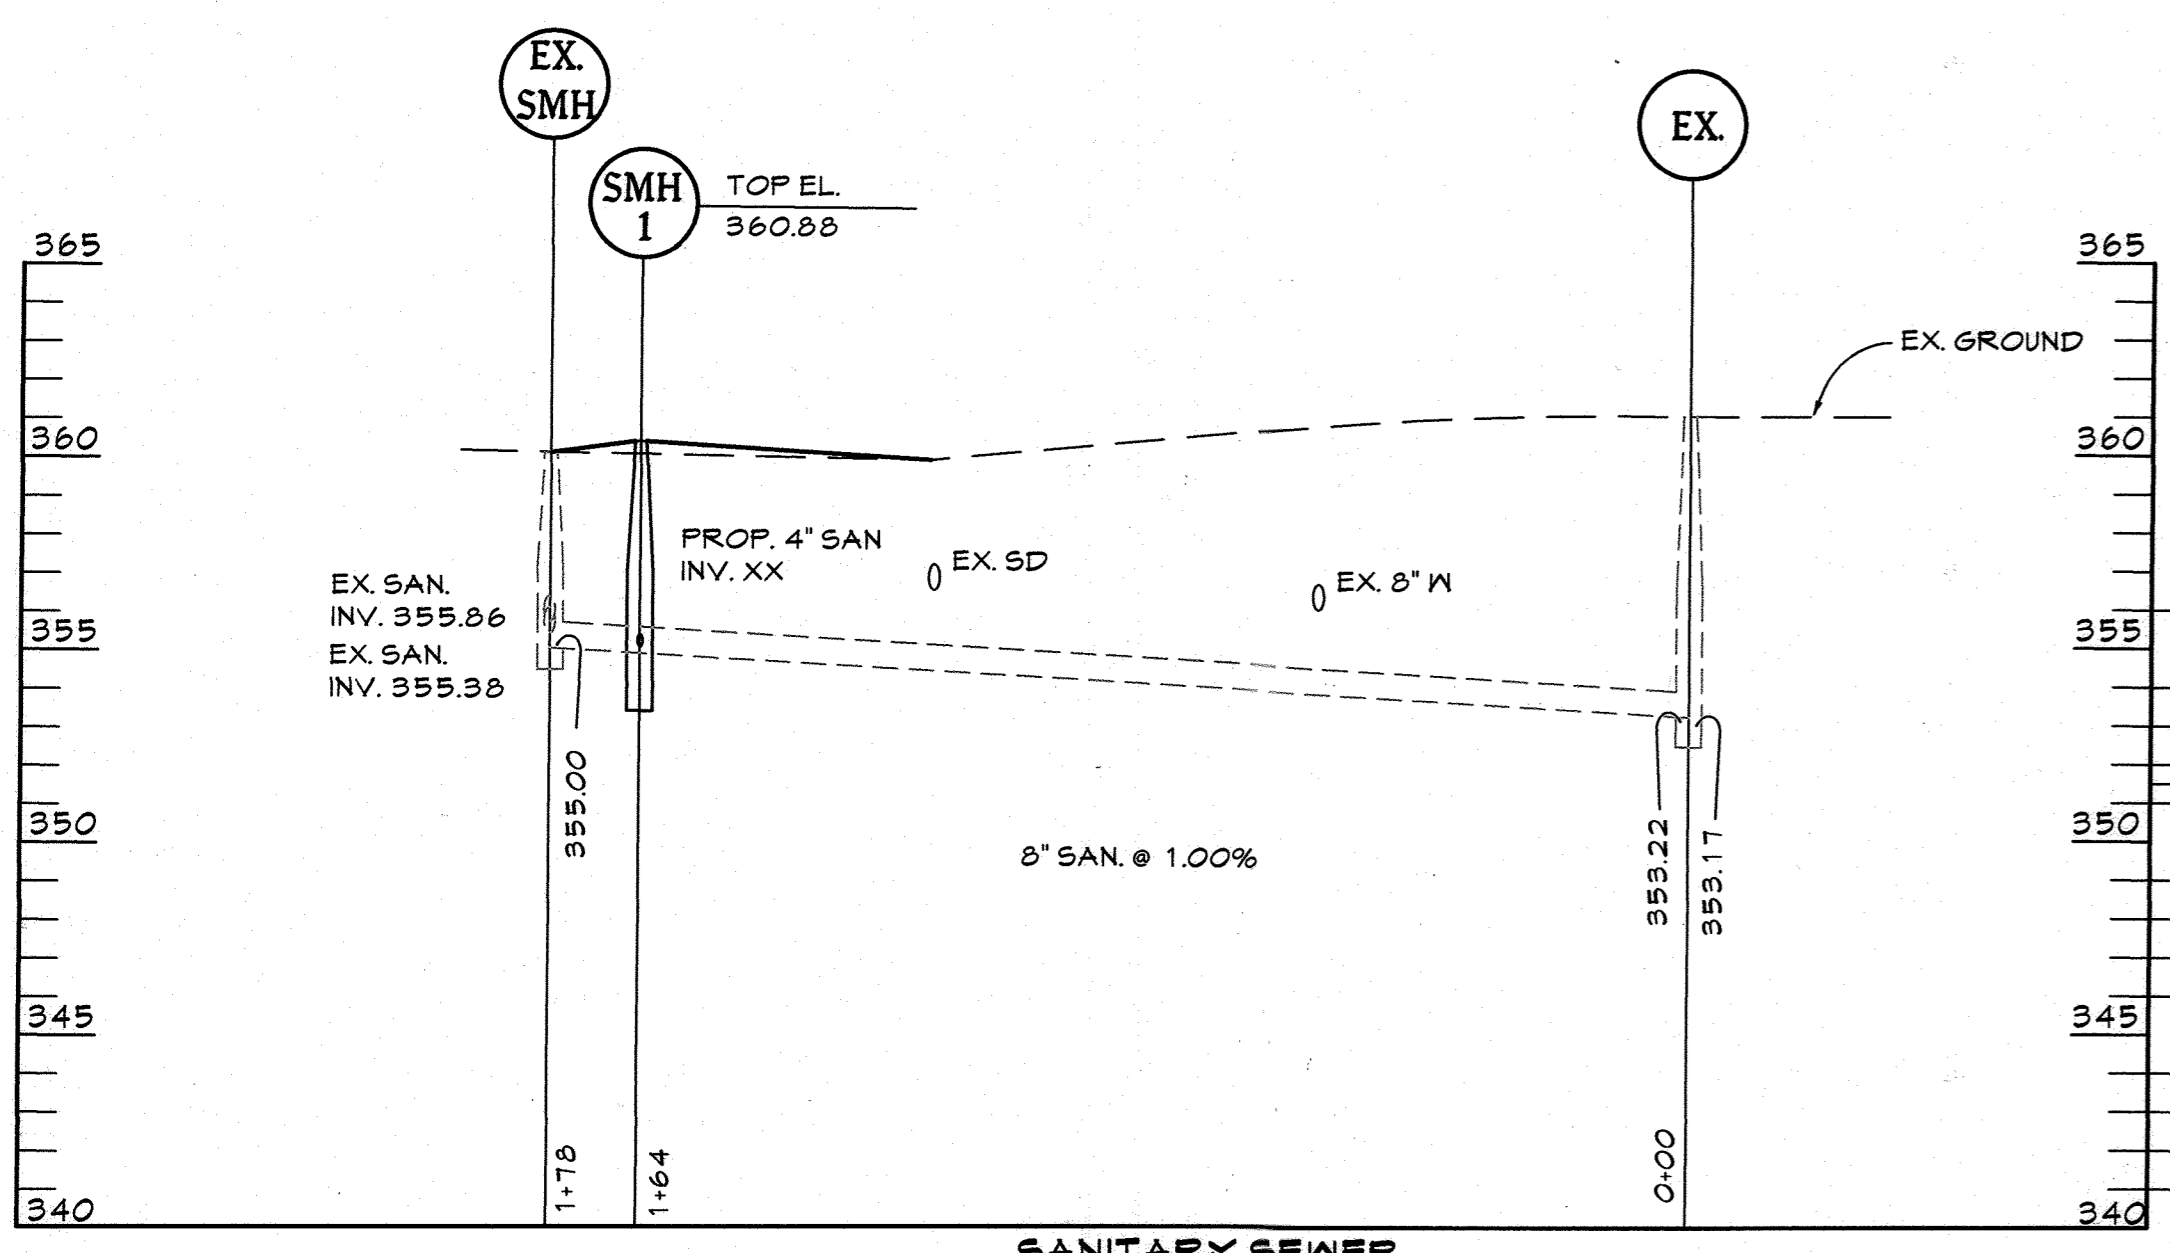 EX.
SMH
EX.
SMH
1
TOP EL.
360.88
365
365
EX. GROUND
360
360
PROP. 4" SAN
INV. XX
EX. SD
EX. 8" W
EX. SAN.
INV. 355.86
355
355
EX. SAN.
INV. 355.38
355.00
353.22
353.17
350
350
8" SAN. @ 1.00%
345
345
1+78
1+64
0+00
340
340
SANITARY SEWER